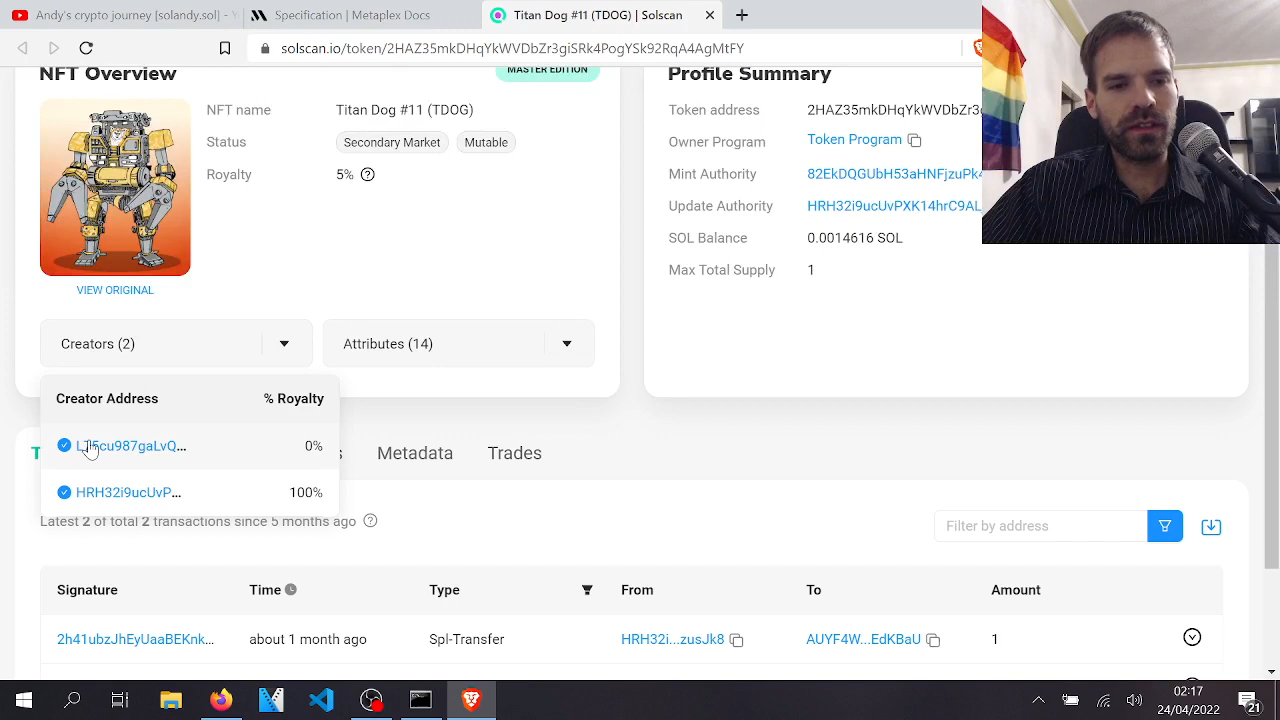 Andy's crypto journey [solana.sol] -
Specification | Metaplex Docs
Titan Dog #11 (TDOG) | Solscan
solscan.io/token/2HAZ35mkDHqYkWVDbZr3giSRk4PogYSk92RqA4AgMtFY
NFT Overview
MASTER EDITION
NFT name
Titan Dog #11 (TDOG)
Status
Secondary Market
Mutable
Royalty
5%
VIEW ORIGINAL
Creators (2)
Attributes (14)
Creator Address
% Royalty
0%
HRH32i9ucUvP...
100%
Profile Summary
Token address
2HAZ35mkDHqYkWVDbZr3
Owner Program
Token Program
Mint Authority
82EkDQGUbH53aHNFjzuPk4
Update Authority
HRH32i9ucUvPXK14hrC9AL
SOL Balance
0.0014616 SOL
Max Total Supply
1
Metadata
Trades
Latest 2 of total 2 transactions since 5 months ago
Filter by address
Signature
Time
Type
From
To
Amount
2h41ubzJhEyUaaBEKnk...
about 1 month ago
Spl-Transfer
HRH32i...zusJk8
AUYF4W...EdKBaU
1
02:17
24/04/2022
21